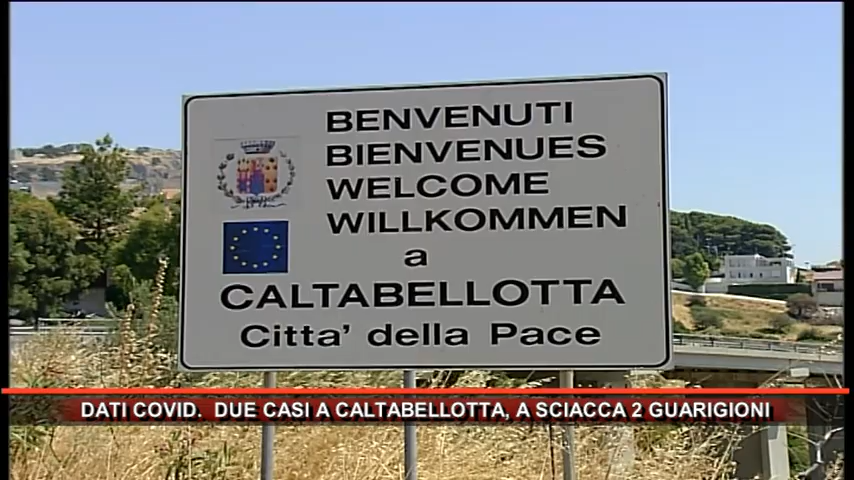 BENVENUTI
BIENVENUES
WELCOME
WILLKOMMEN
a
CALTABELLOTTA
Citta' della Pace
DATI COVID. DUE CASI A CALTABELLOTTA, A SCIACCA 2 GUARIGIONI